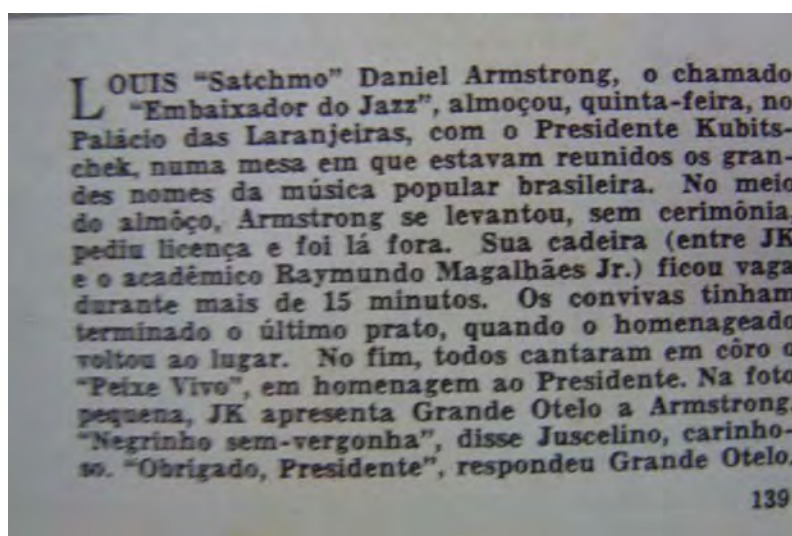 LOUIS “Satchmo” Daniel Armstrong, o chamado
“Embaixador do Jazz”, almoçou, quinta-feira, no
Palácio das Laranjeiras, com o Presidente Kubits-
chek, numa mesa em que estavam reunidos os gran-
des nomes da música popular brasileira. No meio
do almôço, Armstrong se levantou, sem cerimônia,
pediu licença e foi lá fora. Sua cadeira (entre JK
e o acadêmico Raymundo Magalhães Jr.) ficou vaga
durante mais de 15 minutos. Os convivas tinham
terminado o último prato, quando o homenageado
voltou ao lugar. No fim, todos cantaram em côro o
“Peixe Vivo”, em homenagem ao Presidente. Na foto
pequena, JK apresenta Grande Otelo a Armstrong.
“Negrinho sem-vergonha”, disse Juscelino, carinho-
so. “Obrigado, Presidente”, respondeu Grande Otelo.
139